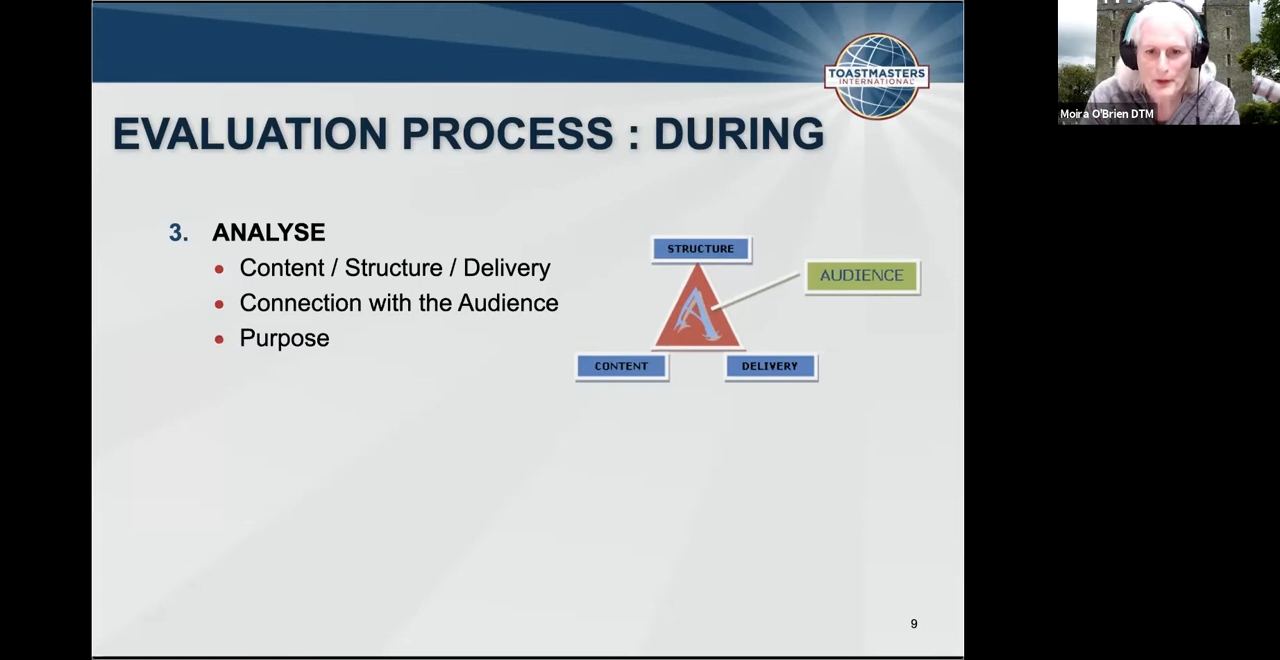 TOASTMASTERS
INTERNATIONAL
Moira O'Brien DTM
EVALUATION PROCESS : DURING
3. ANALYSE
• Content / Structure / Delivery
• Connection with the Audience
• Purpose
STRUCTURE
AUDIENCE
A
CONTENT
DELIVERY
9